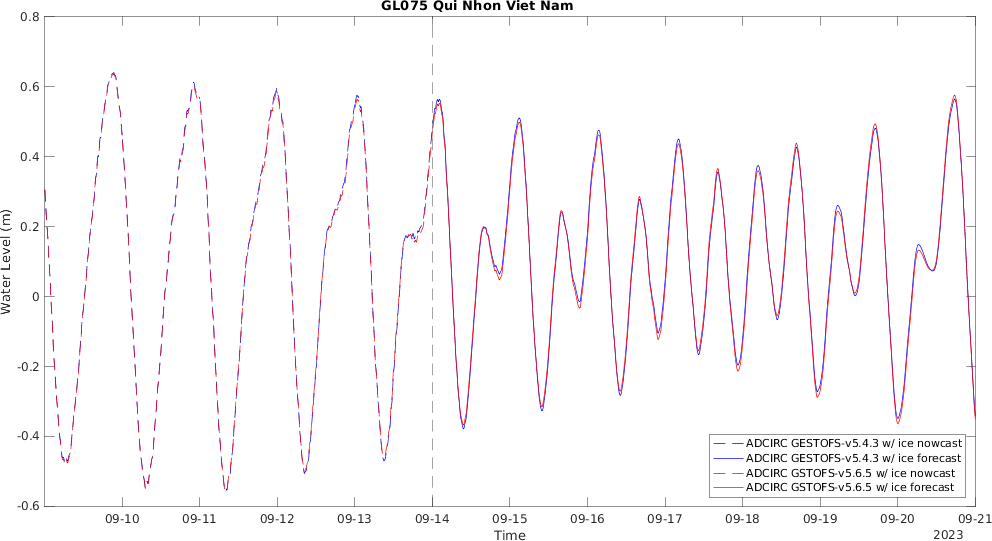 GL075 Qui Nhon Viet Nam
0.8
0.6
0.4
0.2
0
-0.2
-0.4
-0.6
Water Level (m)
ADCIRC GESTOFS-v5.4.3 w/ ice nowcast
ADCIRC GESTOFS-v5.4.3 w/ ice forecast
ADCIRC GSTOFS-v5.6.5 w/ ice nowcast
ADCIRC GSTOFS-v5.6.5 w/ ice forecast
09-10 09-11 09-12 09-13 09-14 09-15 09-16 09-17 09-18 09-19 09-20 09-21
Time
2023